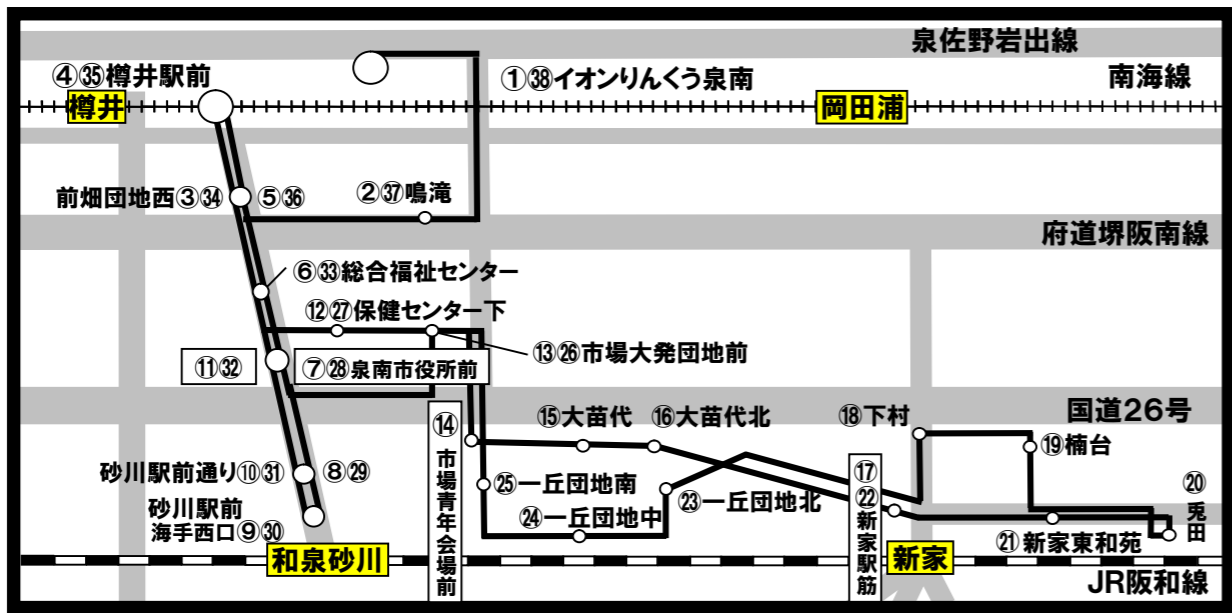 泉佐野岩出線
④㉟樽井駅前
①㊳イオンりんくう泉南
南海線
樽井
岡田浦
前畑団地西③㉞
⑤㊱
②㊲鳴滝
府道堺阪南線
⑥㉝総合福祉センター
⑫㉗保健センター下
⑬㉖市場大発団地前
⑪㉜
⑦㉘泉南市役所前
国道26号
⑭市場青年会場前
⑮大苗代
⑯大苗代北
⑱下村
⑲楠台
砂川駅前通り⑩㉛
⑧㉙
㉕一丘団地南
㉓一丘団地北
⑰㉒新家駅筋
⑳兎田
砂川駅前
海手西口⑨㉚
㉔一丘団地中
㉑新家東和苑
和泉砂川
新家
JR阪和線